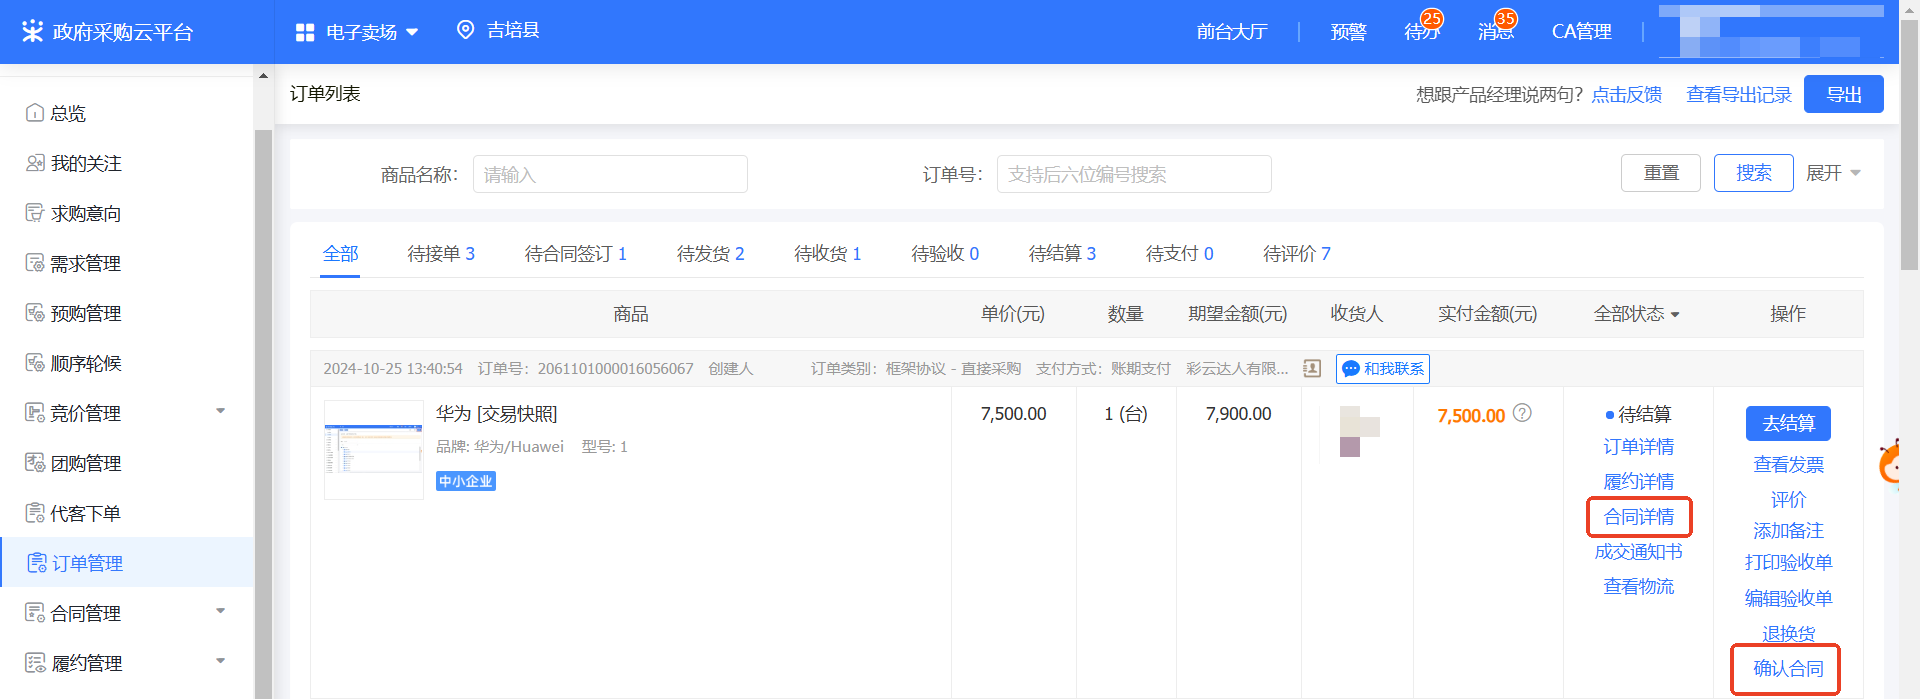 政府采购云平台
电子卖场
吉培县
前台大厅
预警
待办 25
消息 35
CA管理
总览
我的关注
求购意向
需求管理
预购管理
顺序轮候
竞价管理
团购管理
代客下单
订单管理
合同管理
履约管理
订单列表
想跟产品经理说两句? 点击反馈 查看导出记录 导出
商品名称: 请输入 订单号: 支持后六位编号搜索 重置 搜索 展开
全部 待接单 3 待合同签订 1 待发货 2 待收货 1 待验收 0 待结算 3 待支付 0 待评价 7
商品 单价(元) 数量 期望金额(元) 收货人 实付金额(元) 全部状态 操作
2024-10-25 13:40:54 订单号: 2061101000016056067 创建人 订单类别: 框架协议 - 直接采购 支付方式: 账期支付 彩云达人有限... 和我联系
华为 [交易快照]
品牌: 华为/Huawei 型号: 1
中小企业
7,500.00 1 (台) 7,900.00 7,500.00
待结算
订单详情
履约详情
合同详情
成交通知书
查看物流
去结算
查看发票
评价
添加备注
打印验收单
编辑验收单
退换货
确认合同